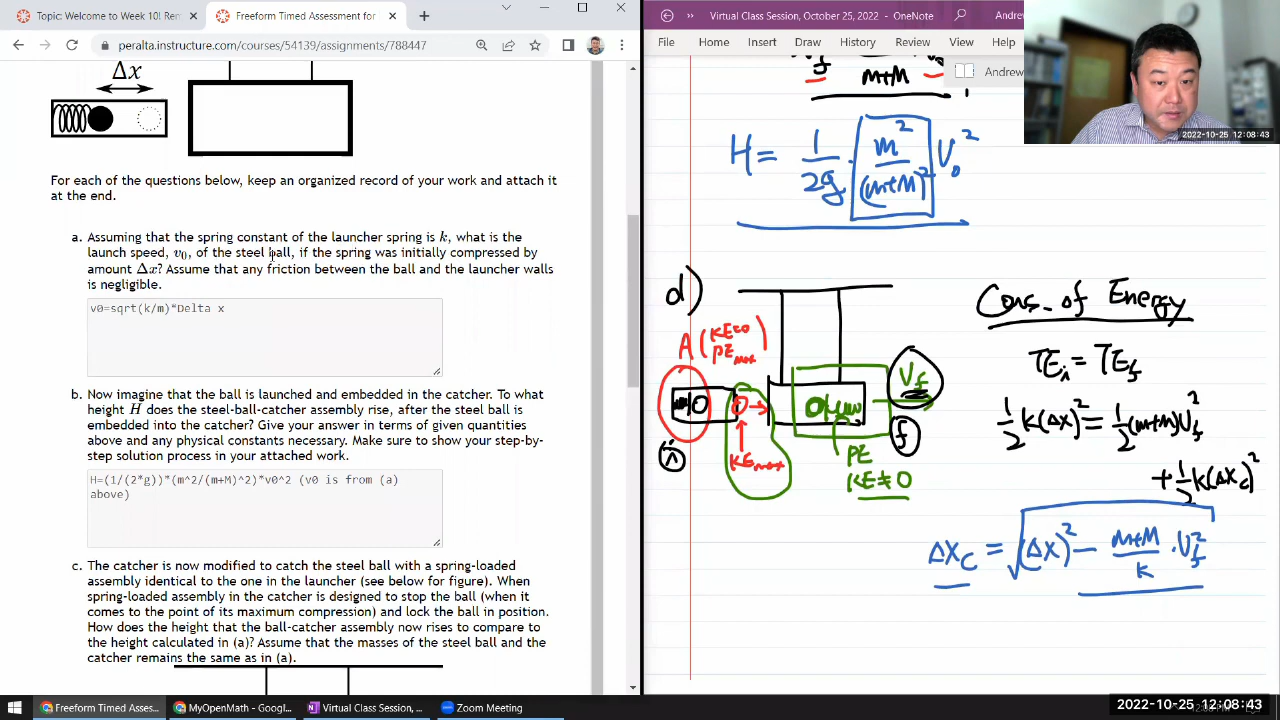 Topic: Welcome to Week 10! Rem
Freeform Timed Assessment for
peralta.instructure.com/courses/54139/assignments/788447
Δx
For each of the questions below, keep an organized record of your work and attach it
at the end.
a. Assuming that the spring constant of the launcher spring is k, what is the
launch speed, v0, of the steel ball, if the spring was initially compressed by
amount Δx? Assume that any friction between the ball and the launcher walls
is negligible.
v0=sqrt(k/m)*Delta x
b. Now imagine that the ball is launched and embedded in the catcher. To what
height H does the steel-ball-catcher assembly rise, after the steel ball is
embedded into the catcher? Give your answer in terms of given quantities
above and any physical constants necessary. Make sure to show your step-by-
step solution process in your attached work.
H=(1/(2*g))*(m^2/(m+M)^2)*v0^2 (v0 is from (a)
above)
c. The catcher is now modified to catch the steel ball with a spring-loaded
assembly identical to the one in the launcher (see below for figure). When
spring-loaded assembly in the catcher is designed to stop the ball (when it
comes to the point of its maximum compression) and lock the ball in position.
How does the height that the ball-catcher assembly now rises to compare to
the height calculated in (a)? Assume that the masses of the steel ball and the
catcher remains the same as in (a).
Virtual Class Session, October 25, 2022 - OneNote
Andrew
File Home Insert Draw History Review View Help
Andrew
Vf m+M
H = 1/2g · m²/(m+M)² V0²
d)
A (KE=0
PEmax)
KEmax
i
Vf
f
PE
KE≠0
Cons. of Energy
TEi = TEf
1/2 k(Δx)² = 1/2 (m+M)Vf²
+ 1/2 k(Δxc)²
Δxc = √(Δx)² − m+M/k · Vf²
2022-10-25 12:08:43
Freeform Timed Asses...
MyOpenMath - Googl...
Virtual Class Session, ...
Zoom Meeting
2022-10-25 12:08:43